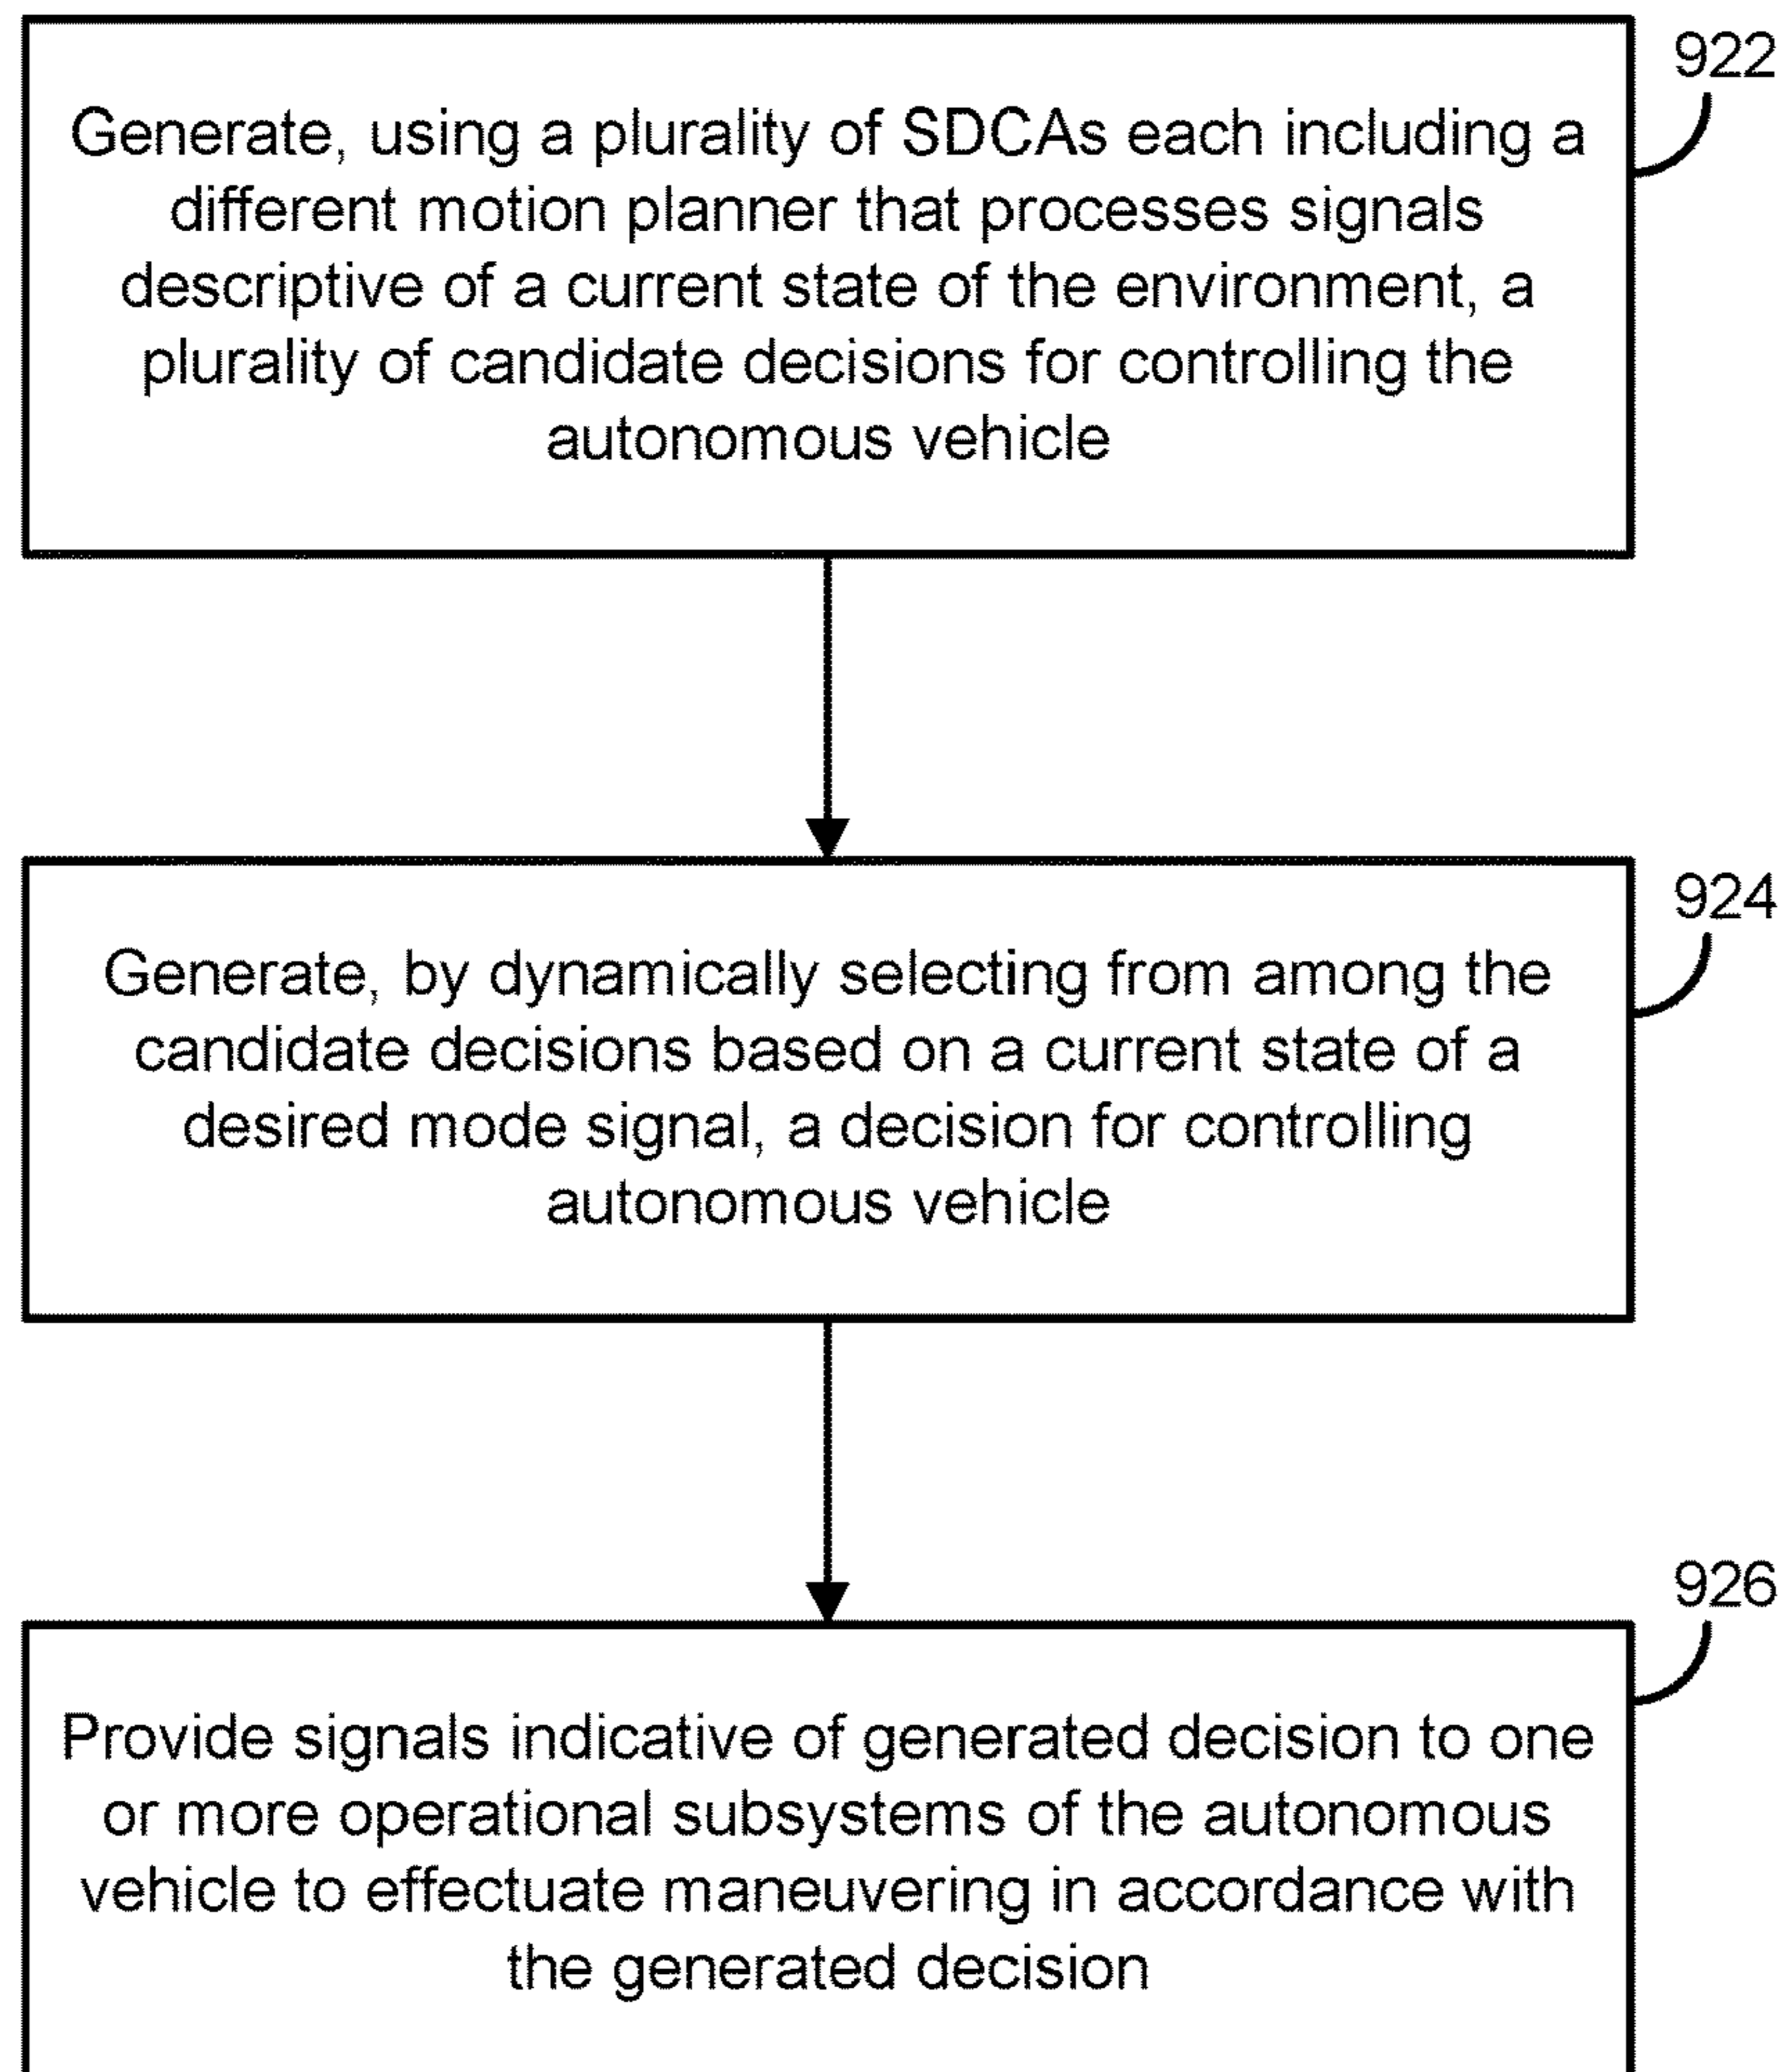 922
Generate, using a plurality of SDCAs each including a
different motion planner that processes signals
descriptive of a current state of the environment, a
plurality of candidate decisions for controlling the
autonomous vehicle
924
Generate, by dynamically selecting from among the
candidate decisions based on a current state of a
desired mode signal, a decision for controlling
autonomous vehicle
926
Provide signals indicative of generated decision to one
or more operational subsystems of the autonomous
vehicle to effectuate maneuvering in accordance with
the generated decision